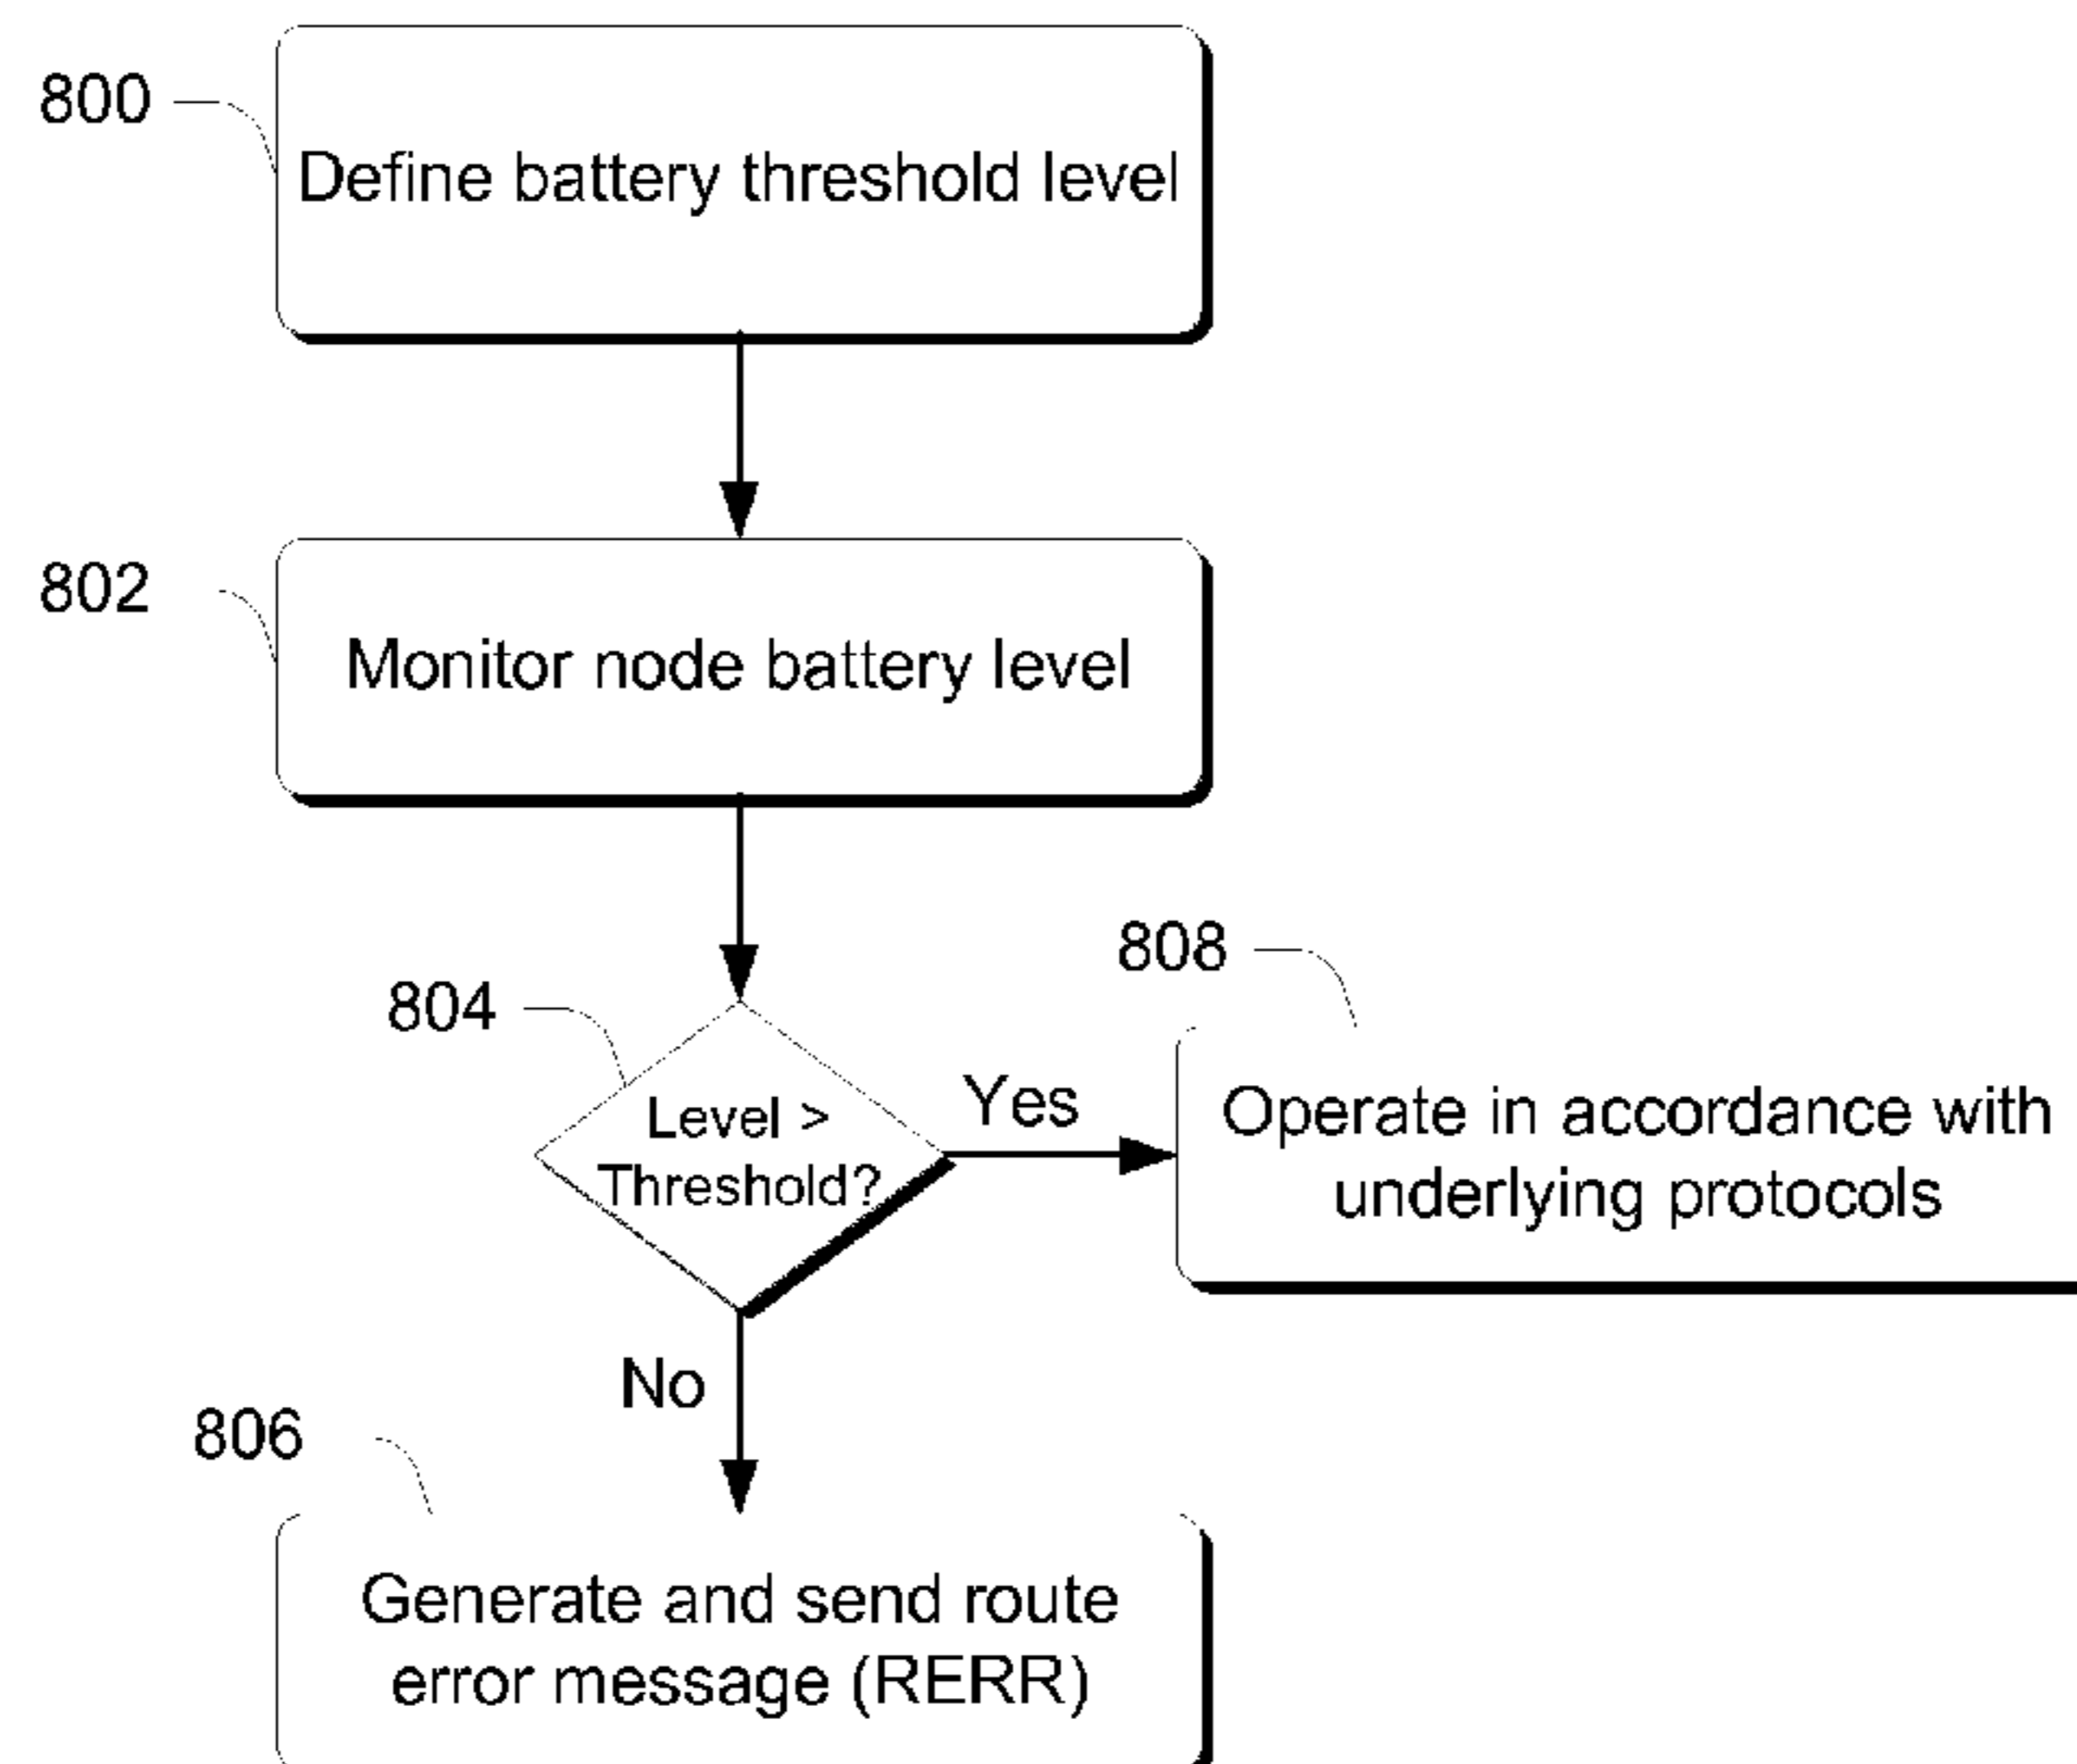 800
Define battery threshold level
802
Monitor node battery level
804
Level >
Threshold?
Yes
808
Operate in accordance with
underlying protocols
No
806
Generate and send route
error message (RERR)